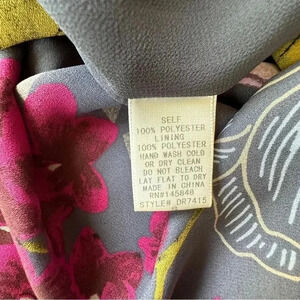 SELF
100% POLYESTER
LINING
100% POLYESTER
HAND WASH COLD
OR DRY CLEAN
DO NOT BLEACH
LAY FLAT TO DRY
MADE IN CHINA
RN#145848
STYLE# DR7415